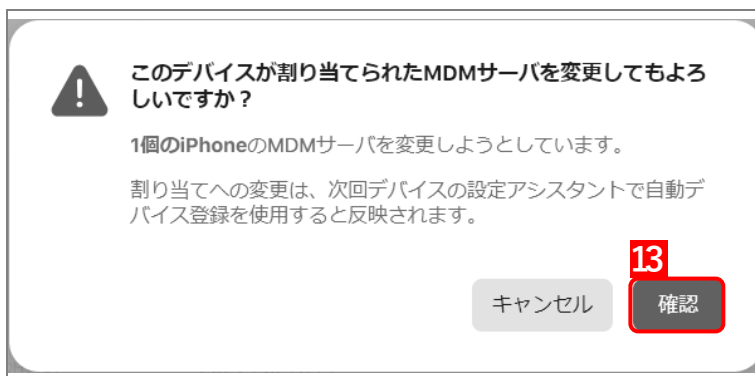 このデバイスが割り当てられたMDMサーバを変更してもよろ
しいですか？
1個のiPhoneのMDMサーバを変更しようとしています。
割り当てへの変更は、次回デバイスの設定アシスタントで自動デ
バイス登録を使用すると反映されます。
13
キャンセル
確認